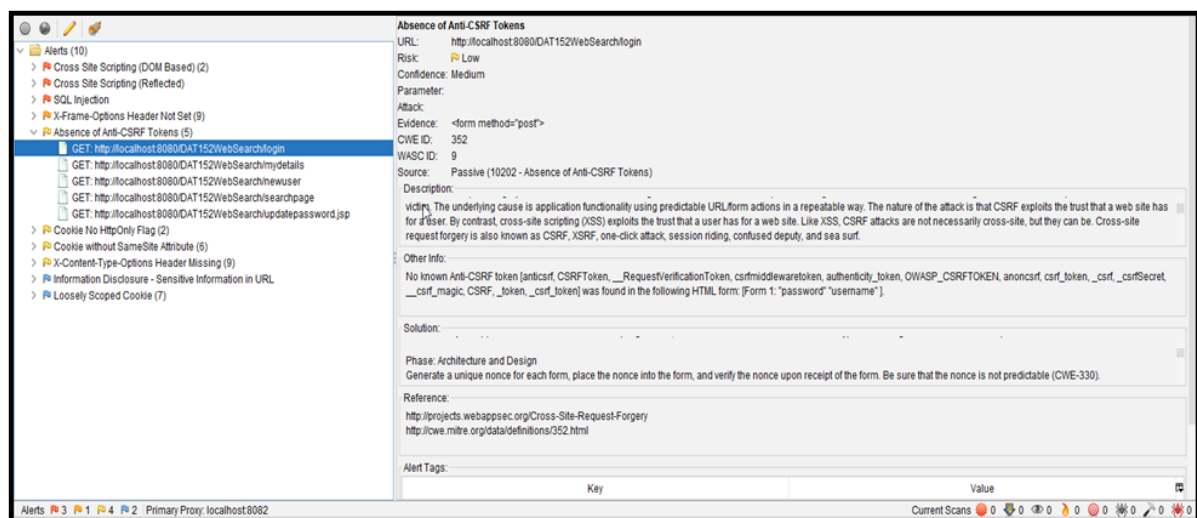 Alerts (10)
Cross Site Scripting (DOM Based) (2)
Cross Site Scripting (Reflected)
SQL Injection
X-Frame-Options Header Not Set (9)
Absence of Anti-CSRF Tokens (5)
GET: http://localhost:8080/DAT152WebSearch/login
GET: http://localhost:8080/DAT152WebSearch/mydetails
GET: http://localhost:8080/DAT152WebSearch/newuser
GET: http://localhost:8080/DAT152WebSearch/searchpage
GET: http://localhost:8080/DAT152WebSearch/updatepassword.jsp
Cookie No HttpOnly Flag (2)
Cookie without SameSite Attribute (6)
X-Content-Type-Options Header Missing (9)
Information Disclosure - Sensitive Information in URL
Loosely Scoped Cookie (7)
Absence of Anti-CSRF Tokens
URL: http://localhost:8080/DAT152WebSearch/login
Risk: Low
Confidence: Medium
Parameter:
Attack:
Evidence: <form method="post">
CWE ID: 352
WASC ID: 9
Source: Passive (10202 - Absence of Anti-CSRF Tokens)
Description:
victim. The underlying cause is application functionality using predictable URL/form actions in a repeatable way. The nature of the attack is that CSRF exploits the trust that a web site has
for a user. By contrast, cross-site scripting (XSS) exploits the trust that a user has for a web site. Like XSS, CSRF attacks are not necessarily cross-site, but they can be. Cross-site
request forgery is also known as CSRF, XSRF, one-click attack, session riding, confused deputy, and sea surf.
Other Info:
No known Anti-CSRF token [anticsrf, CSRFToken, __RequestVerificationToken, csrfmiddlewaretoken, authenticity_token, OWASP_CSRFTOKEN, anoncsrf, csrf_token, _csrf, _csrfSecret,
__csrf_magic, CSRF, _token, _csrf_token] was found in the following HTML form: [Form 1: "password" "username" ].
Solution:
Phase: Architecture and Design
Generate a unique nonce for each form, place the nonce into the form, and verify the nonce upon receipt of the form. Be sure that the nonce is not predictable (CWE-330).
Reference:
http://projects.webappsec.org/Cross-Site-Request-Forgery
http://cwe.mitre.org/data/definitions/352.html
Alert Tags:
Key Value
Alerts 3 1 4 2 Primary Proxy: localhost:8082
Current Scans 0 0 0 0 0 0 0 0